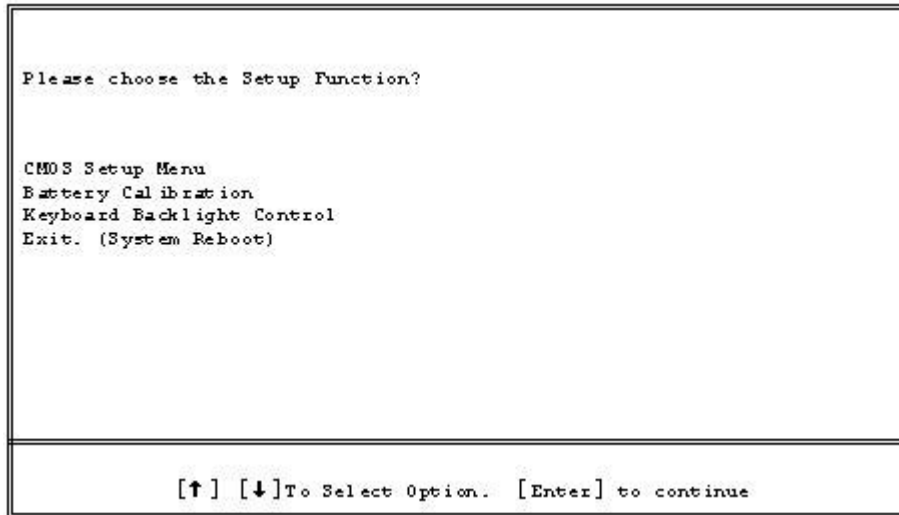 Please choose the Setup Function?
CMOS Setup Menu
Battery Calibration
Keyboard Backlight Control
Exit. (System Reboot)
[↑] [↓]To Select Option. [Enter] to continue